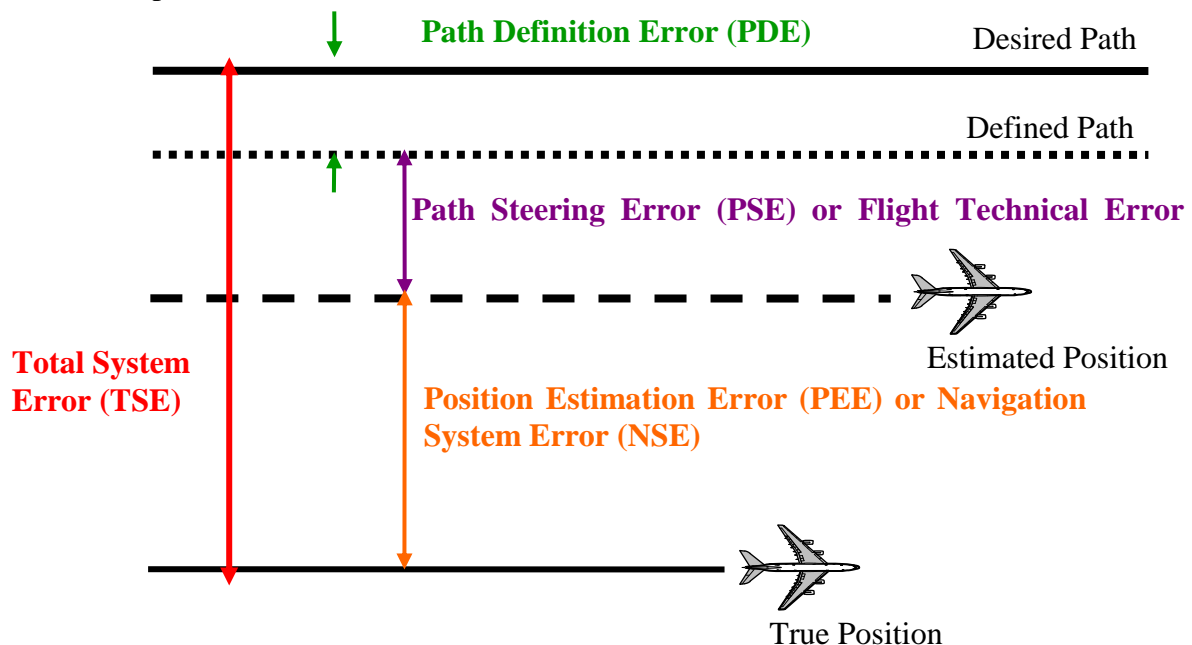 Path Definition Error (PDE)
Desired Path
Defined Path
Path Steering Error (PSE) or Flight Technical Error
Estimated Position
Total System
Error (TSE)
Position Estimation Error (PEE) or Navigation
System Error (NSE)
True Position